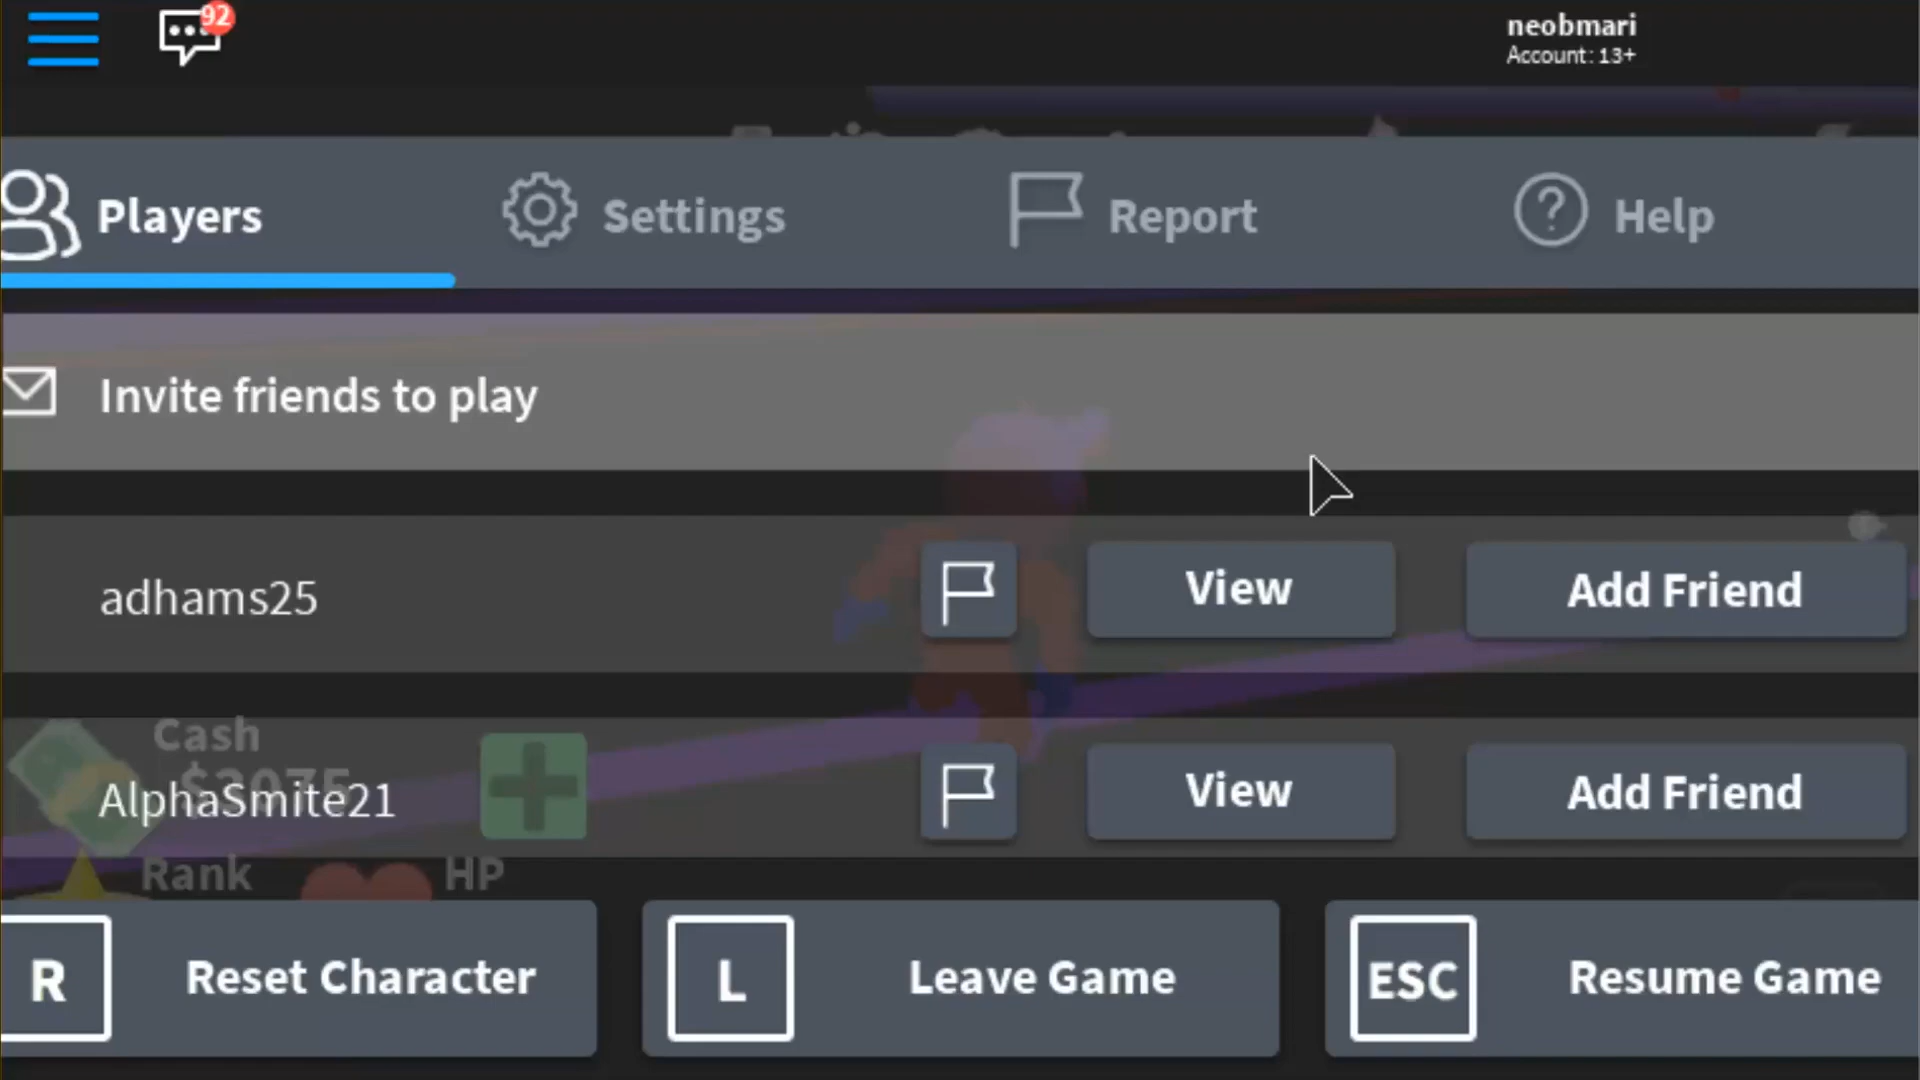 92
neobmari
Account: 13+
Players
Settings
Report
Help
Invite friends to play
adhams25
View
Add Friend
Cash
$2075
AlphaSmite21
View
Add Friend
Rank
HP
R
Reset Character
L
Leave Game
ESC
Resume Game